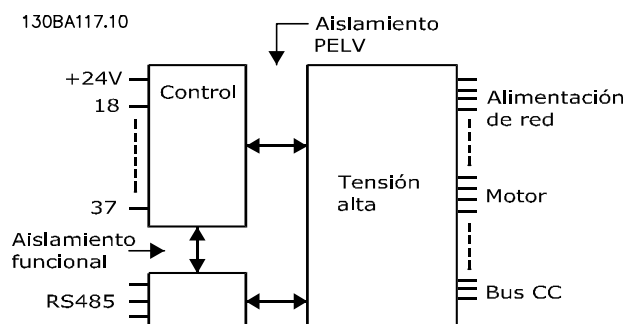 130BA117.10
Aislamiento
PELV
+24V
Control
18
Alimentación
de red
Tensión
alta
37
Motor
Aislamiento
funcional
RS485
Bus CC